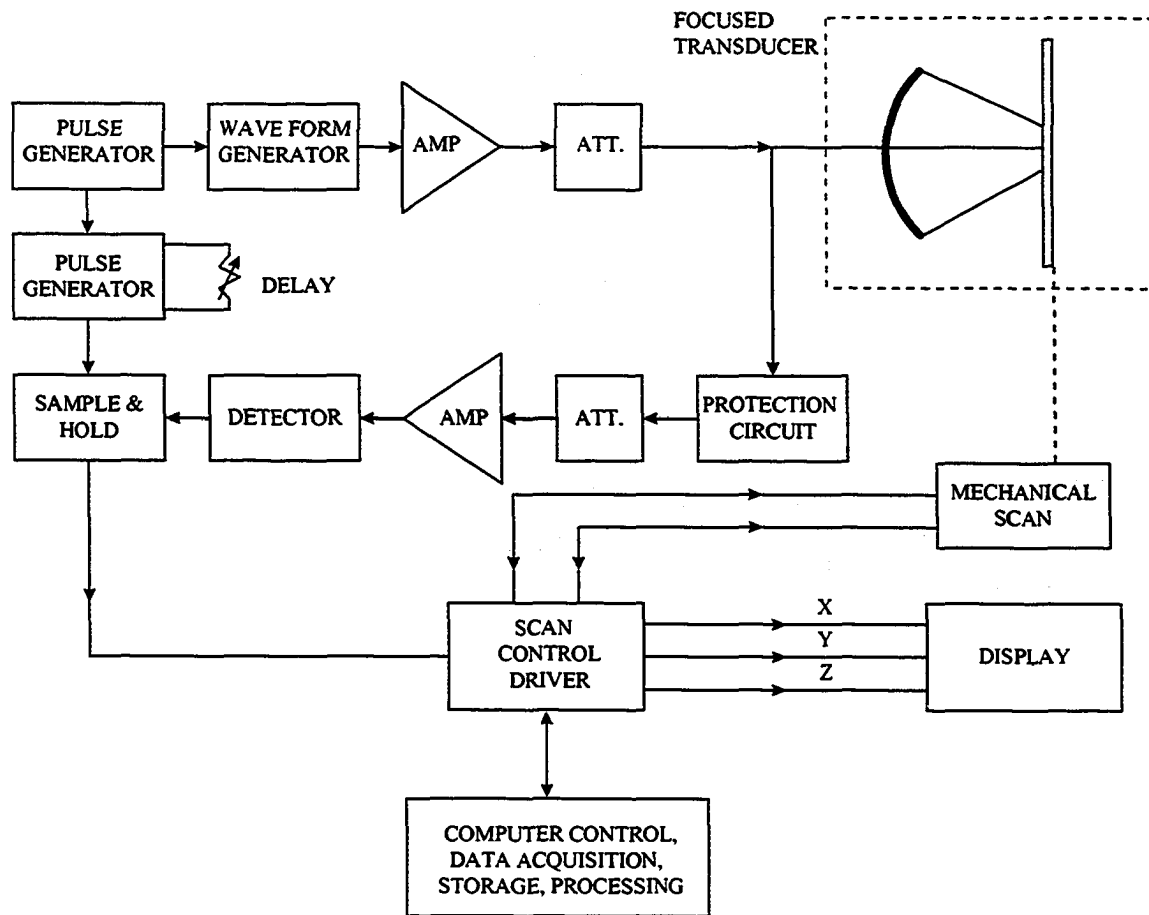 FOCUSED
TRANSDUCER
PULSE
GENERATOR
WAVE FORM
GENERATOR
AMP
ATT.
PULSE
GENERATOR
DELAY
SAMPLE &
HOLD
DETECTOR
AMP
ATT.
PROTECTION
CIRCUIT
MECHANICAL
SCAN
SCAN
CONTROL
DRIVER
X
Y
Z
DISPLAY
COMPUTER CONTROL,
DATA ACQUISITION,
STORAGE, PROCESSING